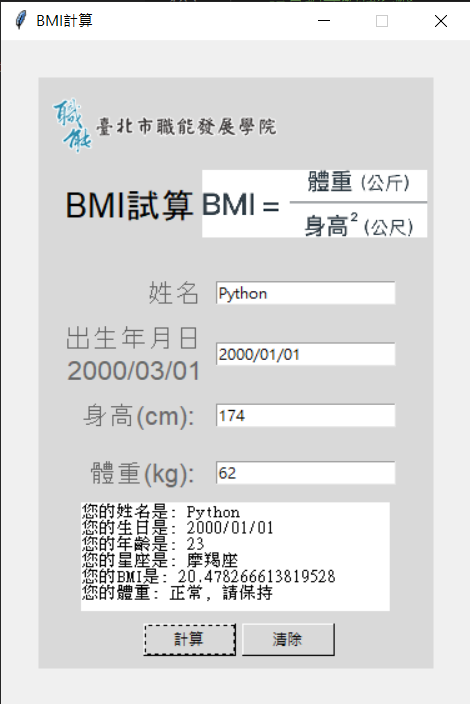 BMI計算
職能
臺北市職能發展學院
BMI試算 BMI = 體重 (公斤)
身高² (公尺)
姓名 Python
出生年月日
2000/03/01 2000/01/01
身高(cm): 174
體重(kg): 62
您的姓名是: Python
您的生日是: 2000/01/01
您的年齡是: 23
您的星座是: 摩羯座
您的BMI是: 20.478266613819528
您的體重: 正常, 請保持
計算 清除